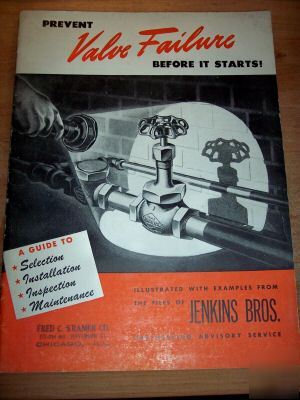 PREVENT
Valve Failure
BEFORE IT STARTS!
A GUIDE TO
★ Selection
★ Installation
★ Inspection
★ Maintenance
ILLUSTRATED WITH EXAMPLES FROM
THE FILES OF JENKINS BROS.
ADVISORY SERVICE
FRED C. KRAMER CO.
CHICAGO